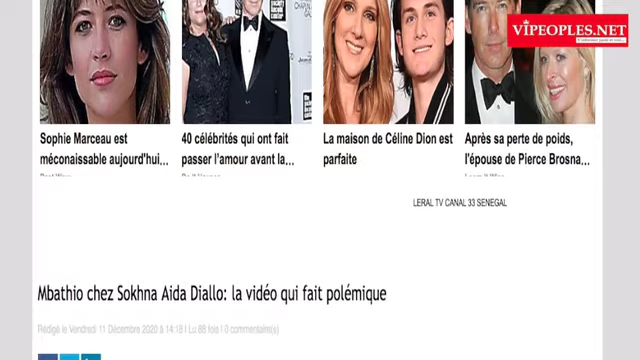 VIPEOPLES.NET
Sophie Marceau est
méconaissable aujourd'hui...
40 célébrités qui ont fait
passer l'amour avant la...
La maison de Céline Dion est
parfaite
Après sa perte de poids,
l'épouse de Pierce Brosna...
LERAL TV CANAL 33 SENEGAL
Mbathio chez Sokhna Aida Diallo: la vidéo qui fait polémique
Rédigé le Vendredi 11 Décembre 2020 à 14:18 | Lu 88 fois | 0 commentaire(s)